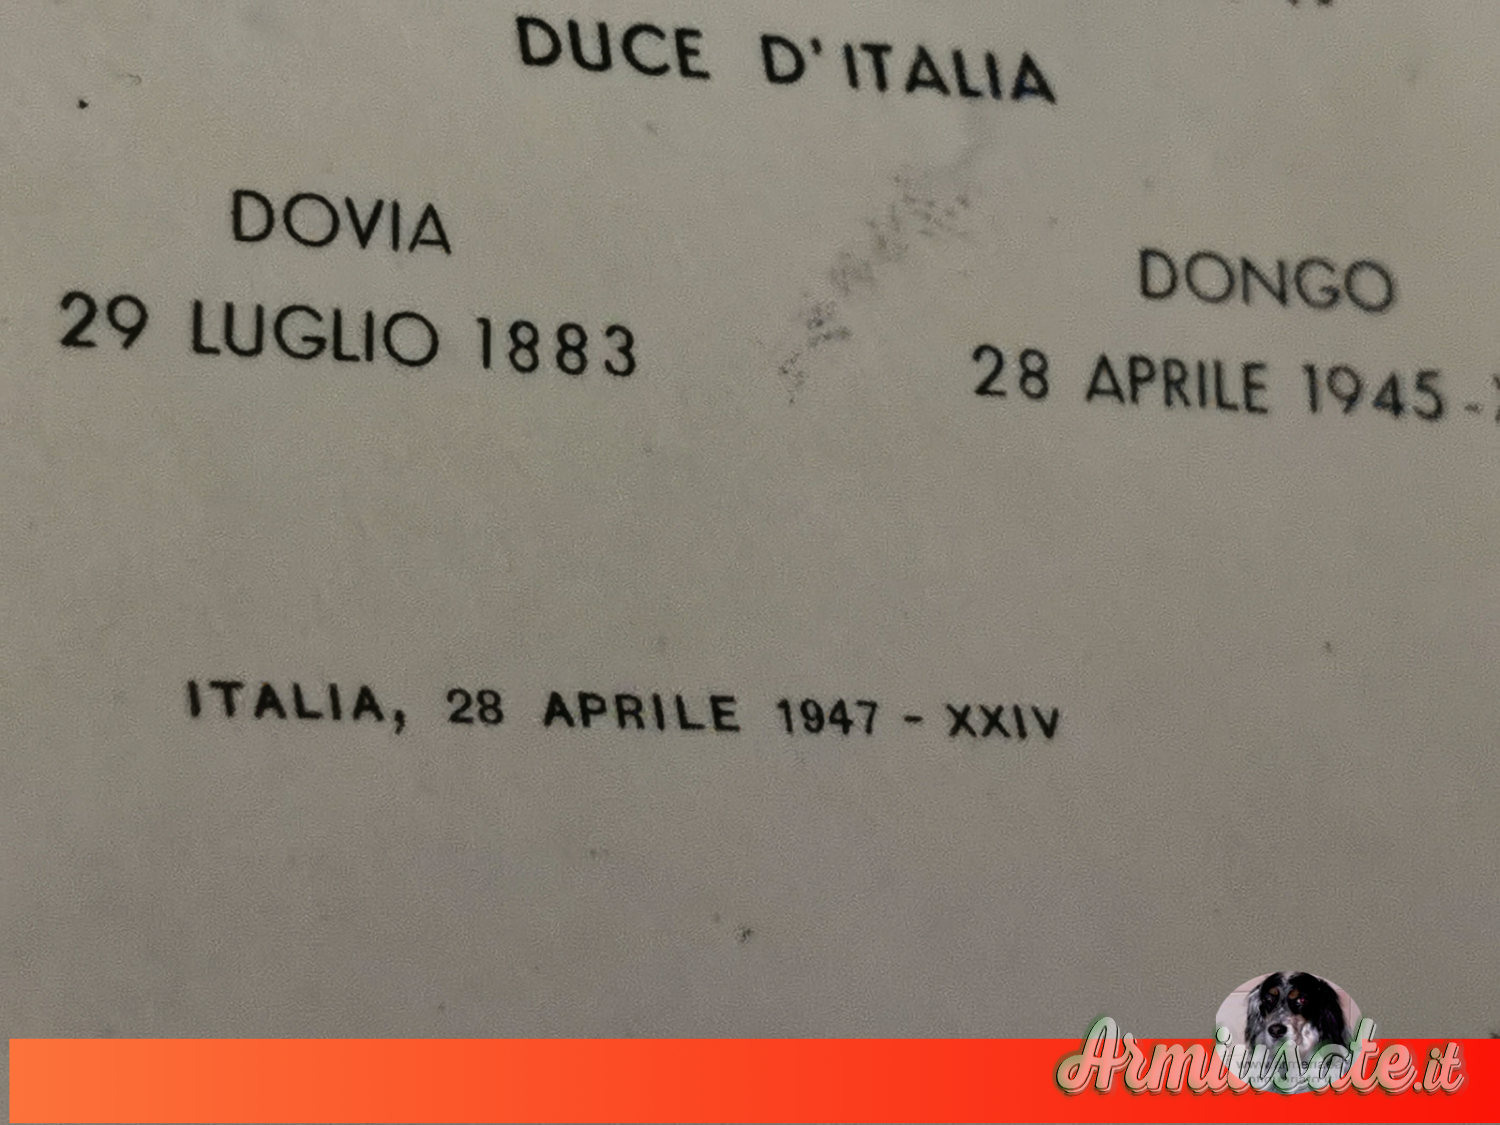 DUCE D'ITALIA
DOVIA
29 LUGLIO 1883
DONGO
28 APRILE 1945 -
ITALIA, 28 APRILE 1947 - XXIV
Armiusate.it